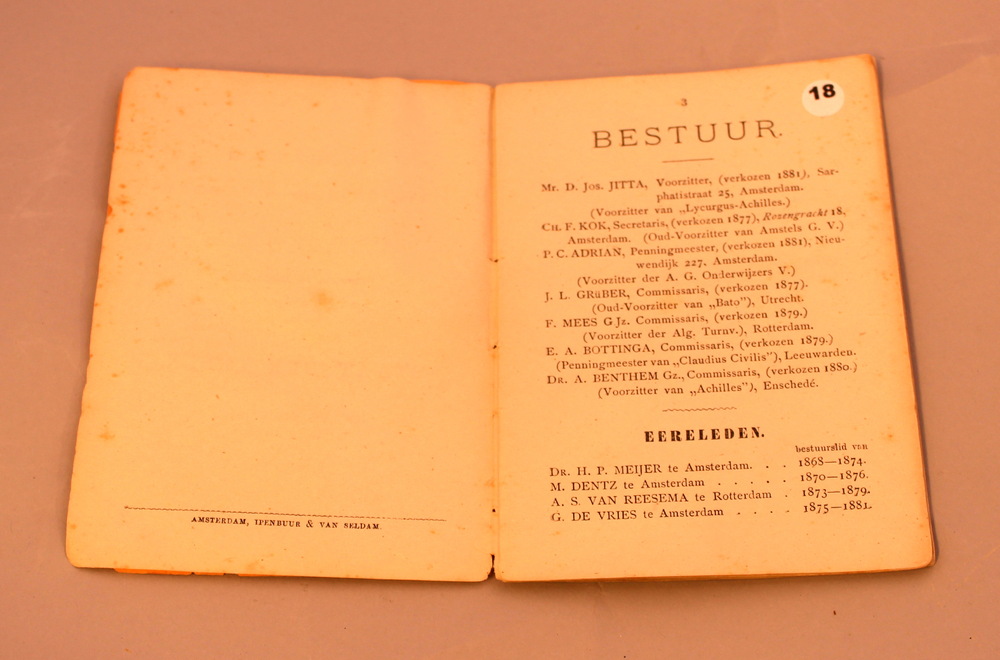 AMSTERDAM, IPENBUUR & VAN SELDAM.
3
18
BESTUUR.
Mr. D. Jos. JITTA, Voorzitter, (verkozen 1881), Sar-
phatistraat 25, Amsterdam.
(Voorzitter van „Lycurgus-Achilles.)
CH. F. KOK, Secretaris, (verkozen 1877), Rozengracht 18,
Amsterdam. (Oud-Voorzitter van Amstels G. V.)
P. C. ADRIAN, Penningmeester, (verkozen 1881), Nieu-
wendijk 227, Amsterdam.
(Voorzitter der A. G. Onderwijzers V.)
J. L. GRüBER, Commissaris, (verkozen 1877).
(Oud-Voorzitter van „Bato"), Utrecht.
F. MEES GJz. Commissaris, (verkozen 1879.)
(Voorzitter der Alg. Turnv.), Rotterdam.
E. A. BOTTINGA, Commissaris, (verkozen 1879.)
(Penningmeester van „Claudius Civilis"), Leeuwarden.
DR. A. BENTHEM Gz., Commissaris, (verkozen 1880.)
(Voorzitter van „Achilles"), Enschedé.
EERELEDEN.
bestuurslid van
DR. H. P. MEIJER te Amsterdam. . . 1868—1874.
M. DENTZ te Amsterdam . . . . . 1870—1876.
A. S. VAN REESEMA te Rotterdam . 1873—1879.
G. DE VRIES te Amsterdam . . . . 1875—1881.